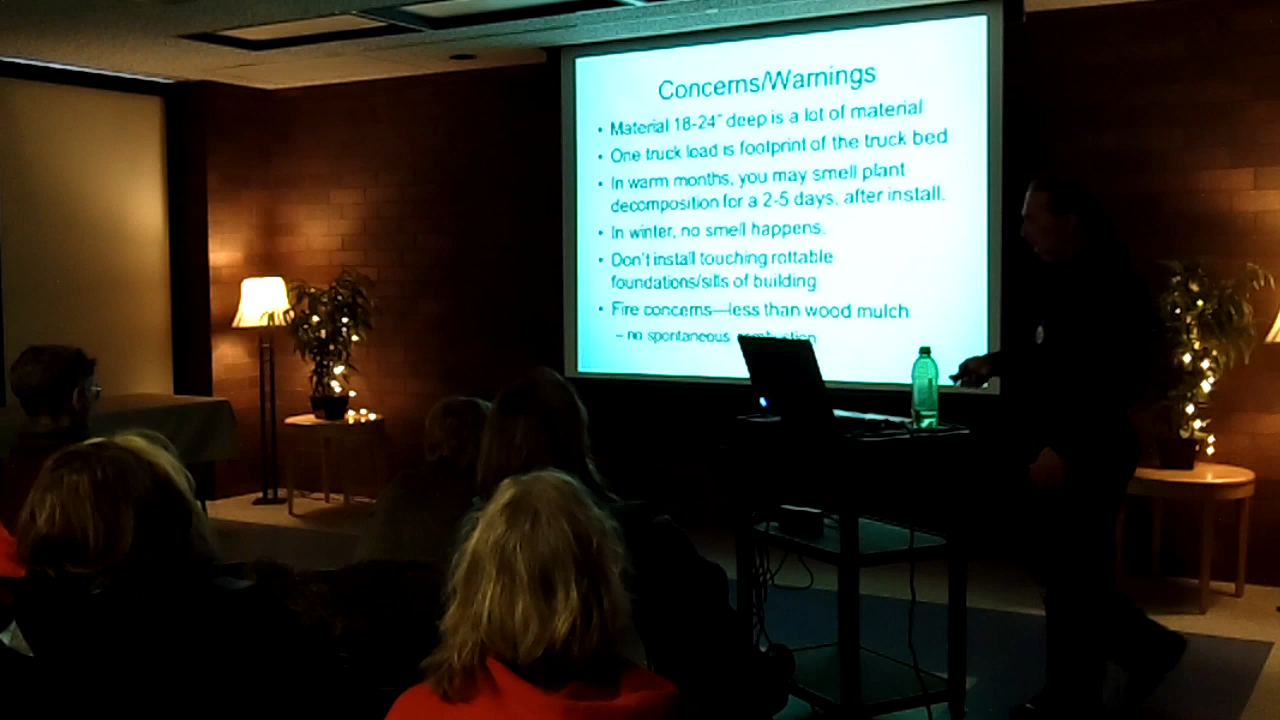 Concerns/Warnings
• Material 18-24" deep is a lot of material
• One truck load is footprint of the truck bed
• In warm months, you may smell plant
decomposition for a 2-5 days, after install.
• In winter, no smell happens.
• Don't install touching rottable
foundations/sills of building
• Fire concerns—less than wood mulch
– no spontaneous combustion